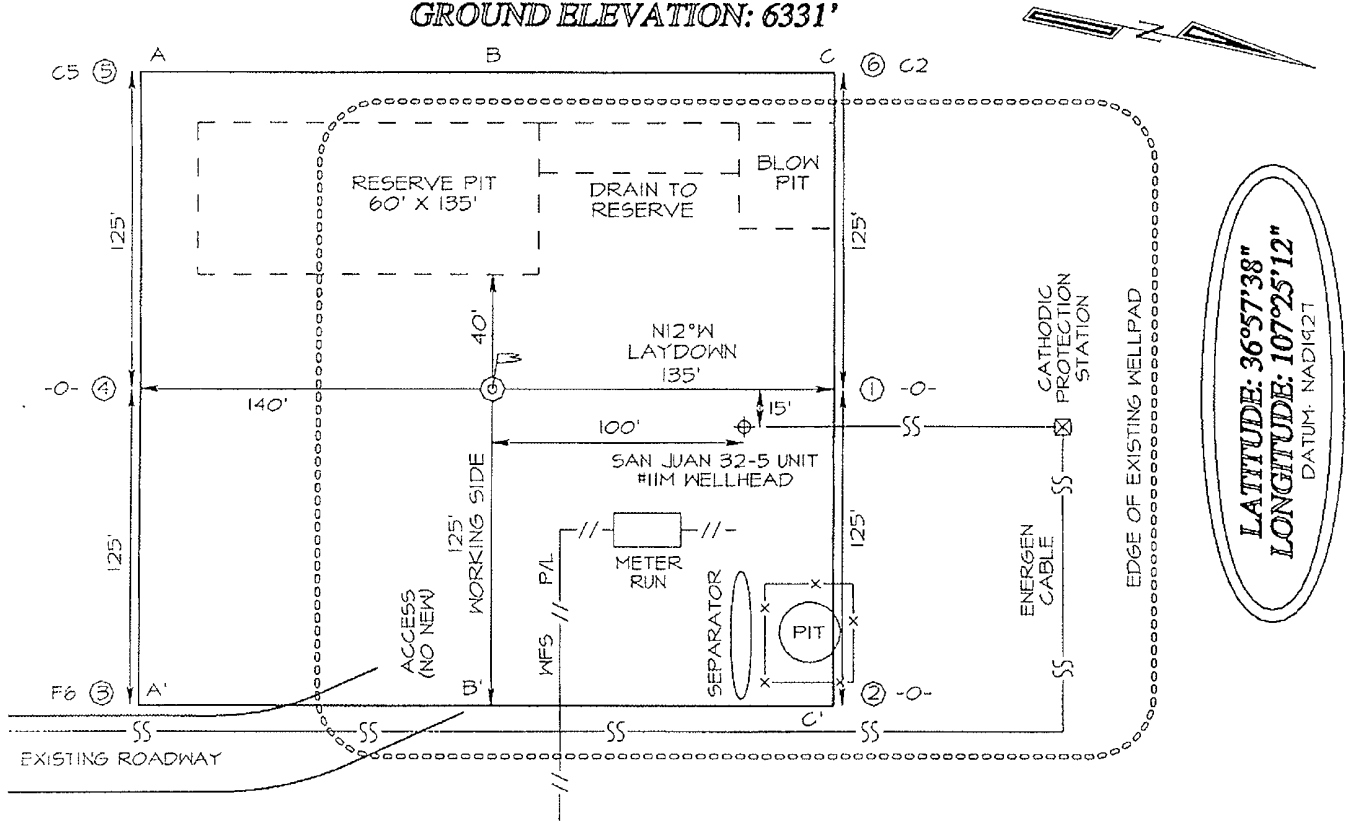 GROUND ELEVATION: 6331'
N
A
B
C
C5 5
6 C2
RESERVE PIT
60' X 135'
DRAIN TO
RESERVE
BLOW
PIT
125'
125'
40'
N12°W
LAYDOWN
135'
-0- 4
1 -0-
140'
15'
100'
SAN JUAN 32-5 UNIT
#11M WELLHEAD
CATHODIC
PROTECTION
STATION
EDGE OF EXISTING WELLPAD
LATITUDE: 36°57'38"
LONGITUDE: 107°25'12"
DATUM: NAD1927
125'
125'
WORKING SIDE
125'
METER
RUN
WFS
P/L
SEPARATOR
PIT
ENERGEN
CABLE
ACCESS
(NO NEW)
F6 3
A'
B'
C'
2 -0-
EXISTING ROADWAY